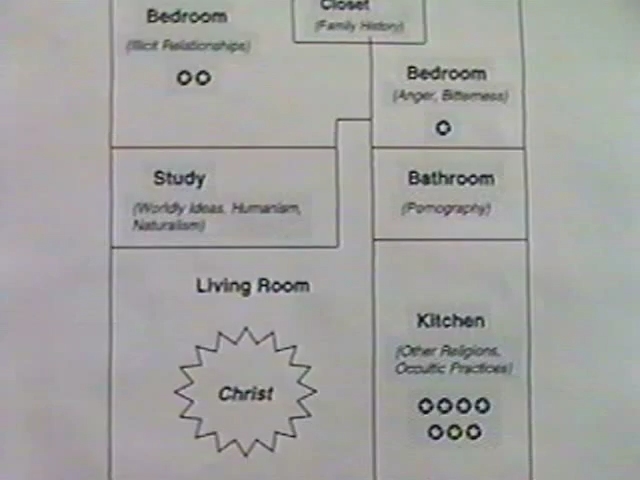 Bedroom
(Illicit Relationships)
Closet
(Family History)
Bedroom
(Anger, Bitterness)
Study
(Worldly Ideas, Humanism,
Naturalism)
Bathroom
(Pornography)
Living Room
Christ
Kitchen
(Other Religions,
Occultic Practices)